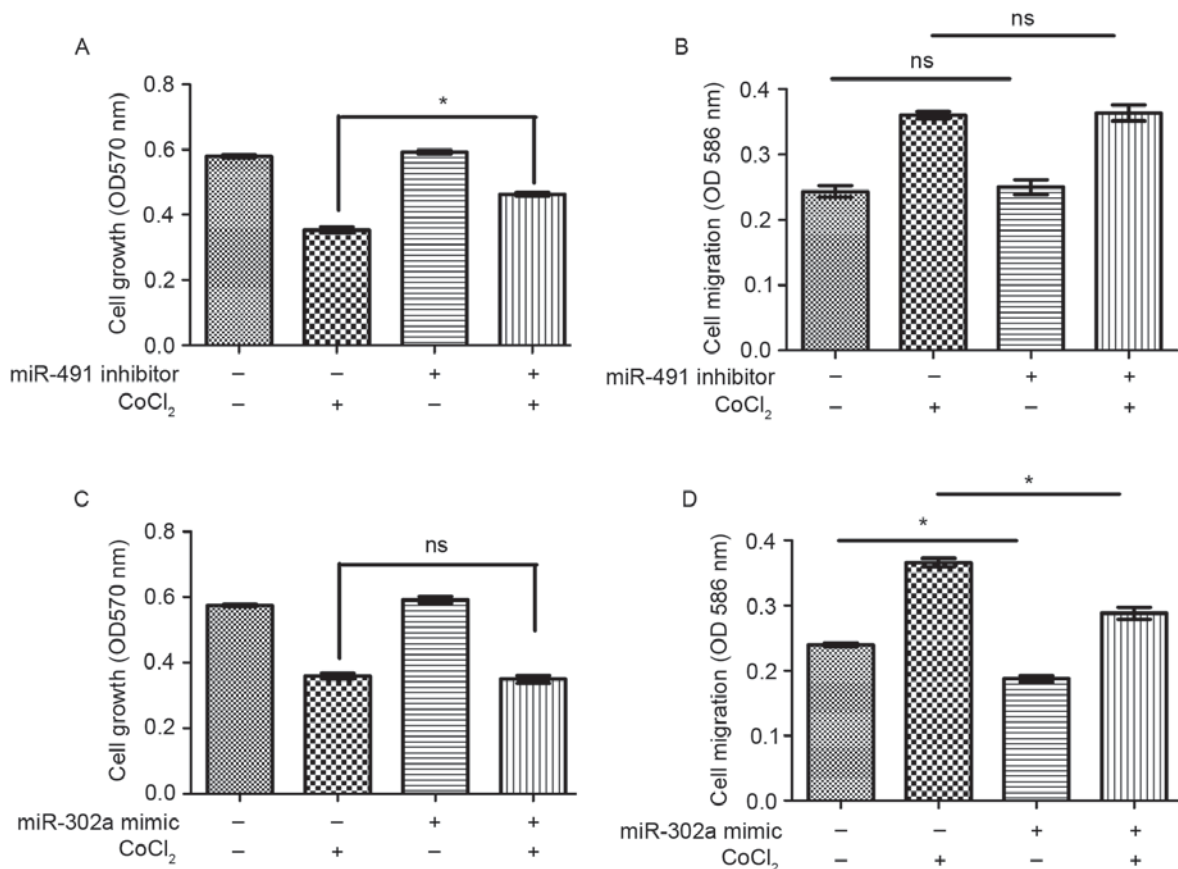 A
Cell growth (OD570 nm)
0.8
0.6
0.4
0.2
0.0
*
miR-491 inhibitor – – + +
CoCl₂ – + – +
B
Cell migration (OD 586 nm)
0.4
0.3
0.2
0.1
0.0
ns
ns
miR-491 inhibitor – – + +
CoCl₂ – + – +
C
Cell growth (OD570 nm)
0.8
0.6
0.4
0.2
0.0
ns
miR-302a mimic – – + +
CoCl₂ – + – +
D
Cell migration (OD 586 nm)
0.4
0.3
0.2
0.1
0.0
*
*
miR-302a mimic – – + +
CoCl₂ – + – +